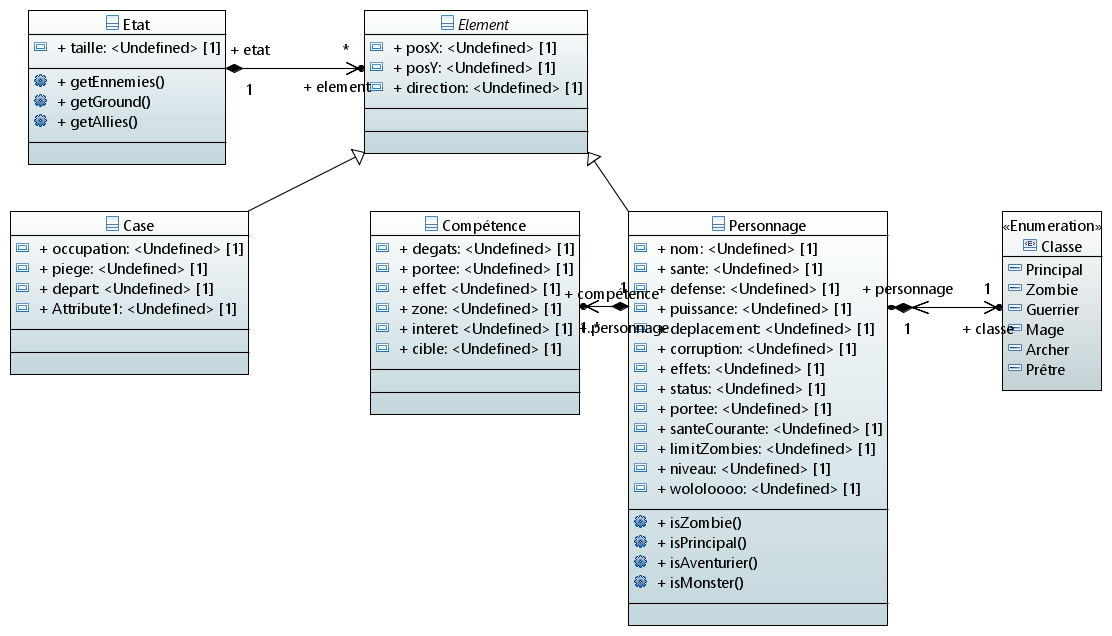 Etat
+ taille: <Undefined> [1]
+ getEnnemies()
+ getGround()
+ getAllies()
+ etat
1
*
+ element
Element
+ posX: <Undefined> [1]
+ posY: <Undefined> [1]
+ direction: <Undefined> [1]
Case
+ occupation: <Undefined> [1]
+ piege: <Undefined> [1]
+ depart: <Undefined> [1]
+ Attribute1: <Undefined> [1]
Compétence
+ degats: <Undefined> [1]
+ portee: <Undefined> [1]
+ effet: <Undefined> [1]
+ zone: <Undefined> [1]
+ interet: <Undefined> [1]
+ cible: <Undefined> [1]
+ compétence
1
1..*
+ personnage
Personnage
+ nom: <Undefined> [1]
+ sante: <Undefined> [1]
+ defense: <Undefined> [1]
+ puissance: <Undefined> [1]
+ deplacement: <Undefined> [1]
+ corruption: <Undefined> [1]
+ effets: <Undefined> [1]
+ status: <Undefined> [1]
+ portee: <Undefined> [1]
+ santeCourante: <Undefined> [1]
+ limitZombies: <Undefined> [1]
+ niveau: <Undefined> [1]
+ wololoooo: <Undefined> [1]
+ isZombie()
+ isPrincipal()
+ isAventurier()
+ isMonster()
+ personnage
1
1
+ classe
«Enumeration»
Classe
Principal
Zombie
Guerrier
Mage
Archer
Prêtre